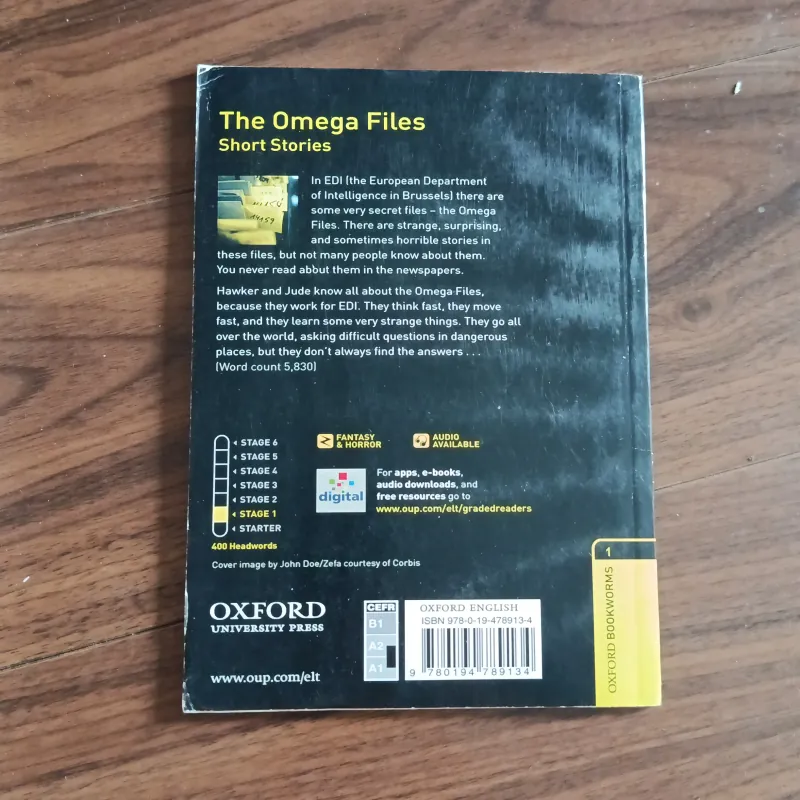 The Omega Files
Short Stories
In EDI (the European Department
of Intelligence in Brussels) there are
some very secret files – the Omega
Files. There are strange, surprising,
and sometimes horrible stories in
these files, but not many people know about them.
You never read about them in the newspapers.
Hawker and Jude know all about the Omega Files,
because they work for EDI. They think fast, they move
fast, and they learn some very strange things. They go all
over the world, asking difficult questions in dangerous
places, but they don't always find the answers . . .
(Word count 5,830)
STAGE 6
STAGE 5
STAGE 4
STAGE 3
STAGE 2
STAGE 1
STARTER
400 Headwords
FANTASY
& HORROR
AUDIO
AVAILABLE
digital
For apps, e-books,
audio downloads, and
free resources go to
www.oup.com/elt/gradedreaders
Cover image by John Doe/Zefa courtesy of Corbis
OXFORD
UNIVERSITY PRESS
www.oup.com/elt
CEFR
B1
A2
A1
OXFORD ENGLISH
ISBN 978-0-19-478913-4
9 780194 789134
1
OXFORD BOOKWORMS